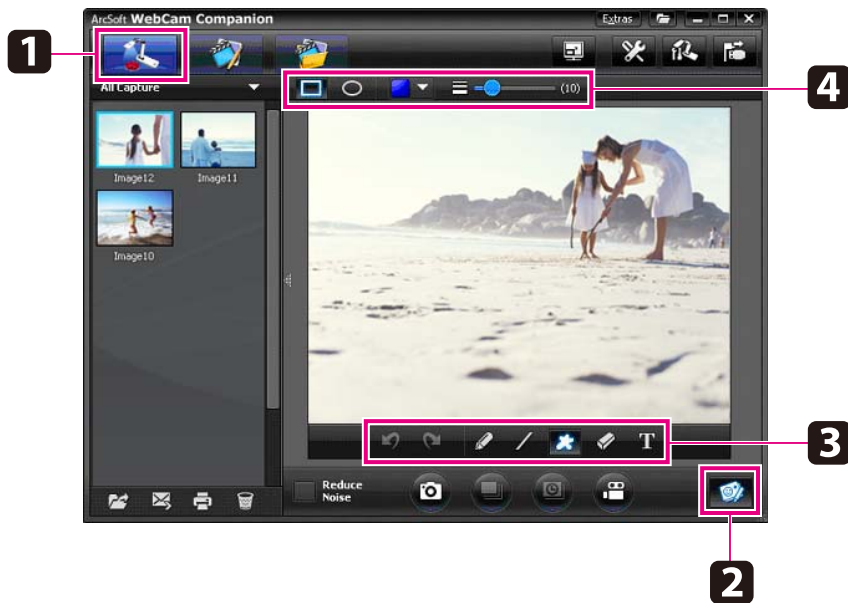 ArcSoft WebCam Companion
Extras
1
4
All Capture
(10)
Image12
Image11
Image10
T
3
Reduce
Noise
2